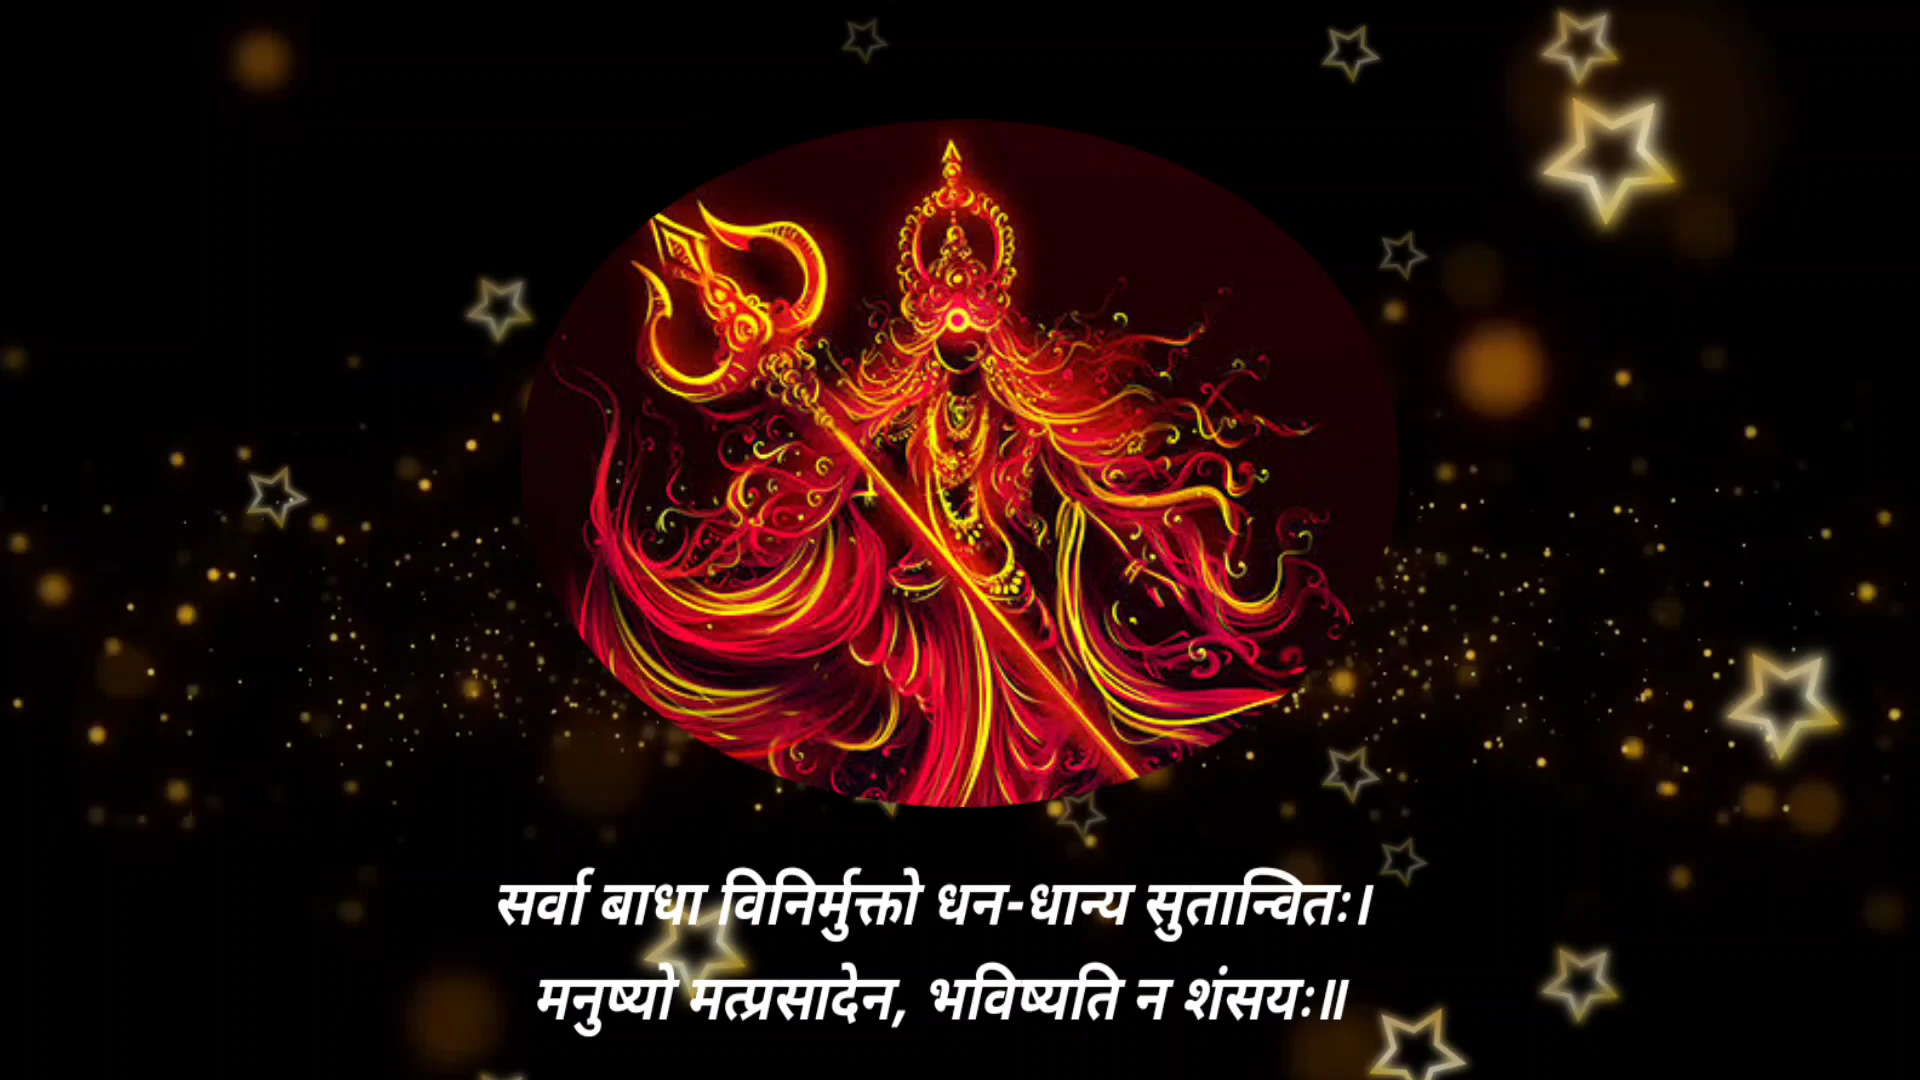 सर्वा बाधा विनिर्मुक्तो धन-धान्य सुतान्वितः।
मनुष्यो मत्प्रसादेन, भविष्यति न शंसयः॥